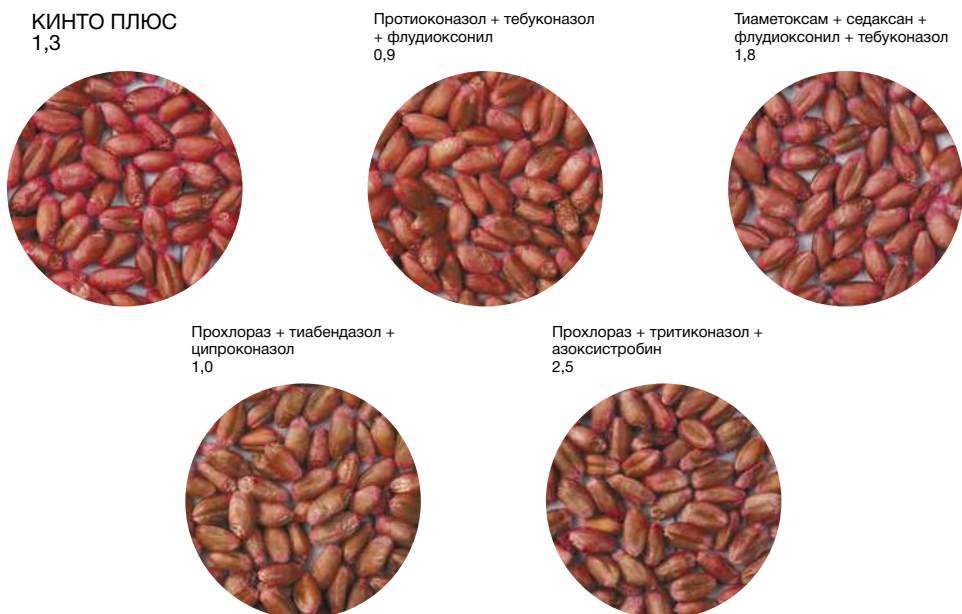 КИНТО ПЛЮС
1,3
Протиоконазол + тебуконазол
+ флудиоксонил
0,9
Тиаметоксам + седаксан +
флудиоксонил + тебуконазол
1,8
Прохлораз + тиабендазол +
ципроконазол
1,0
Прохлораз + тритиконазол +
азоксистробин
2,5